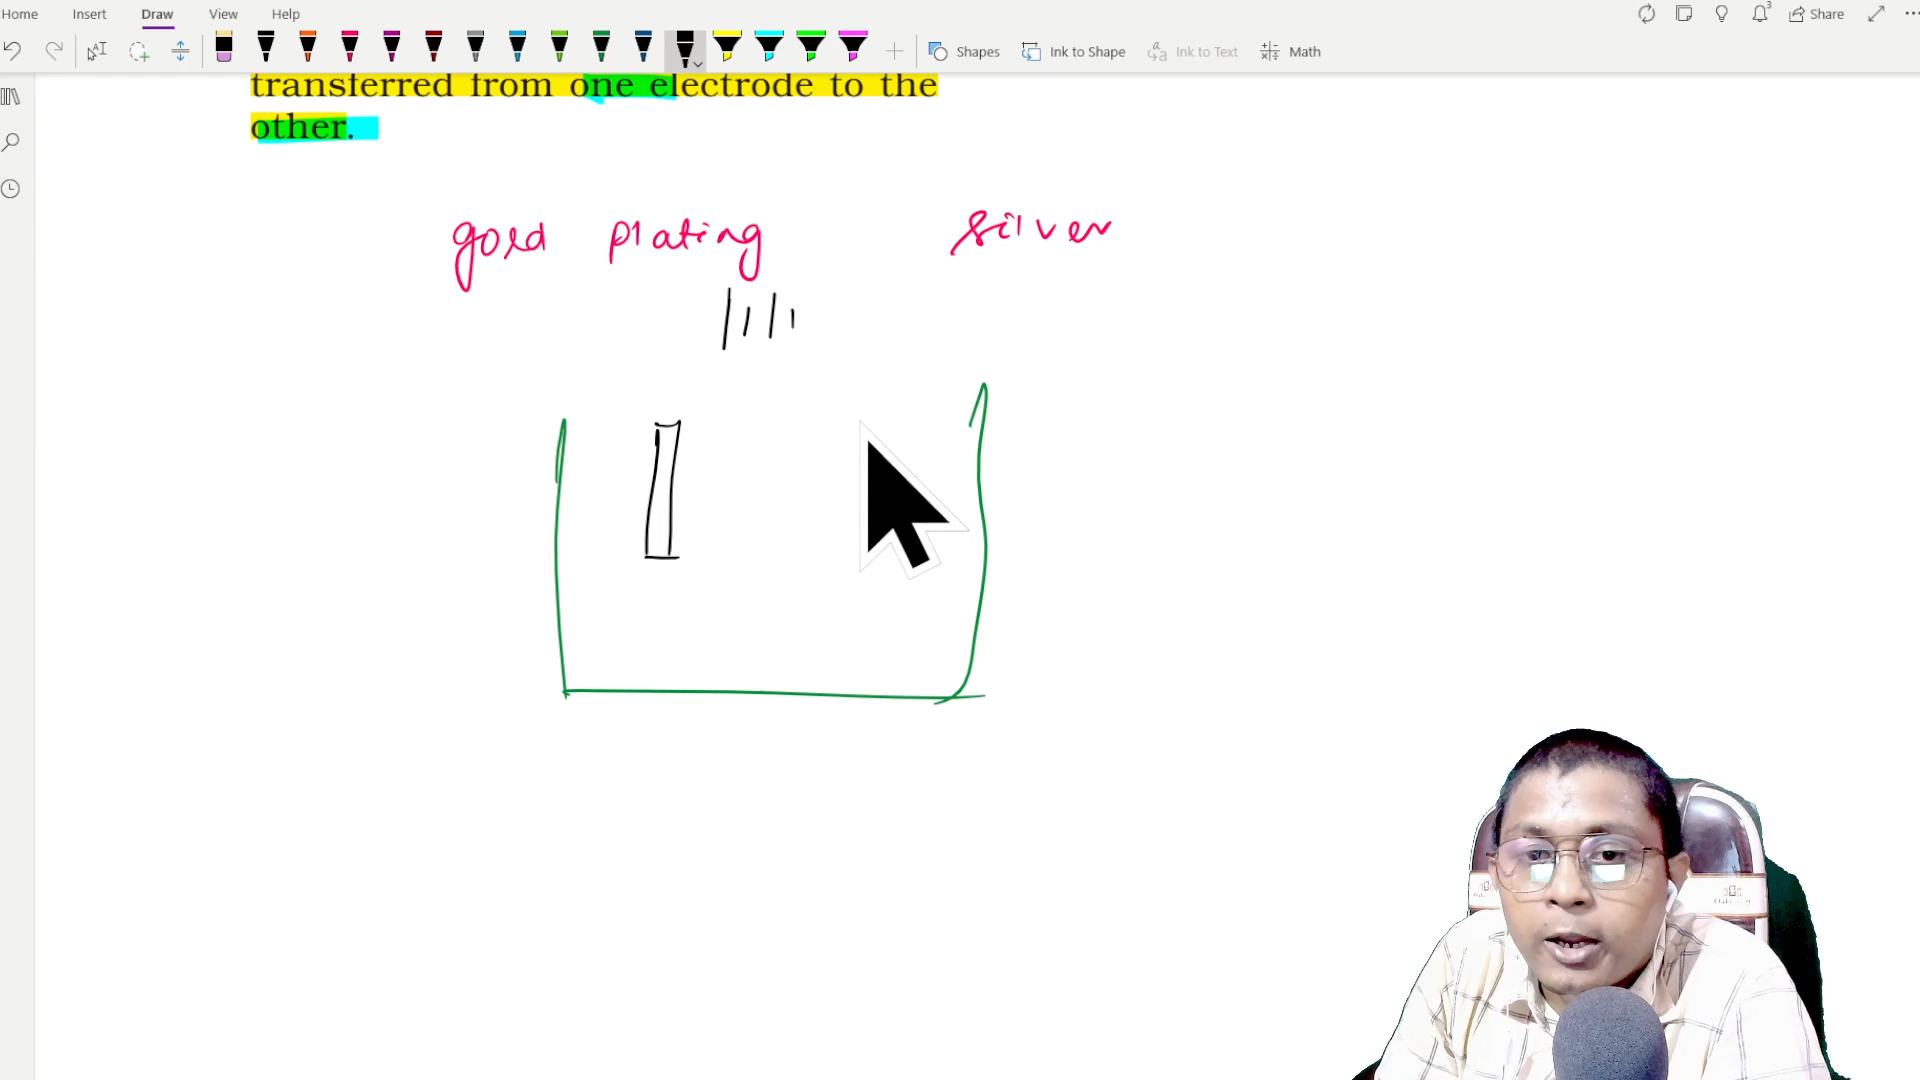 Home Insert Draw View Help
3 Share
Shapes Ink to Shape Ink to Text Math
transferred from one electrode to the
other.
gold plating silver